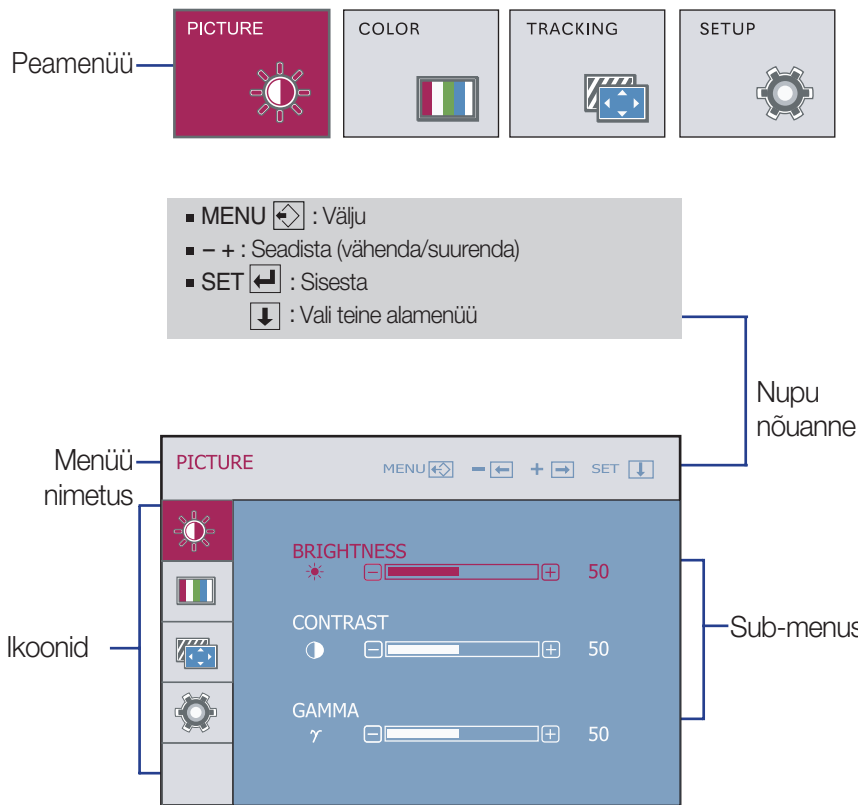 PICTURE COLOR TRACKING SETUP
Peamenüü
▪ MENU : Välju
▪ – + : Seadista (vähenda/suurenda)
▪ SET : Sisesta
: Vali teine alamenüü
Nupu
nõuanne
Menüü
nimetus
PICTURE MENU – + SET
BRIGHTNESS
50
CONTRAST
50
Sub-menus
Ikoonid
GAMMA
γ 50